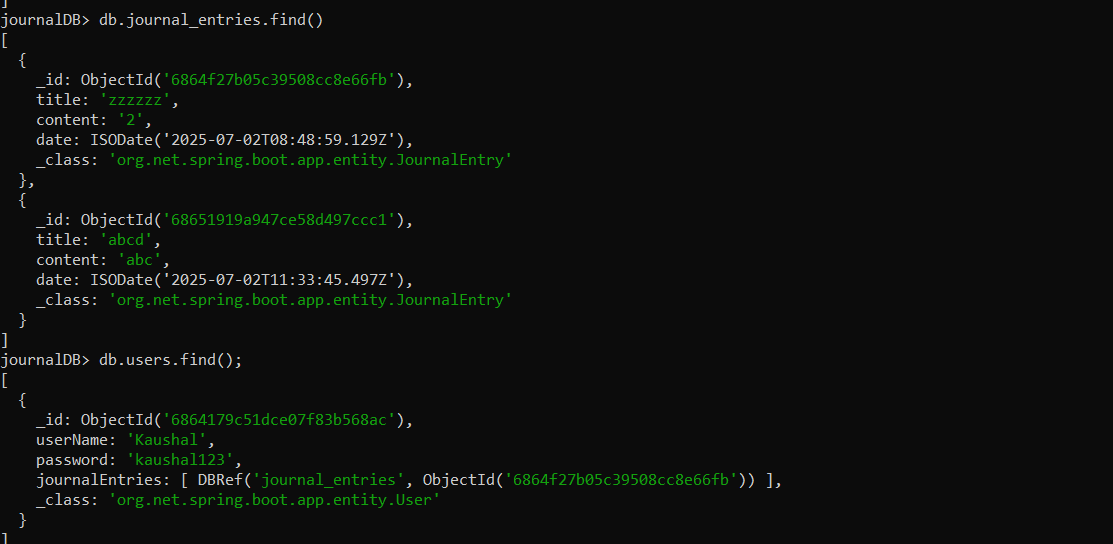 ]
journalDB> db.journal_entries.find()
[
  {
    _id: ObjectId('6864f27b05c39508cc8e66fb'),
    title: 'zzzzzz',
    content: '2',
    date: ISODate('2025-07-02T08:48:59.129Z'),
    _class: 'org.net.spring.boot.app.entity.JournalEntry'
  },
  {
    _id: ObjectId('68651919a947ce58d497ccc1'),
    title: 'abcd',
    content: 'abc',
    date: ISODate('2025-07-02T11:33:45.497Z'),
    _class: 'org.net.spring.boot.app.entity.JournalEntry'
  }
]
journalDB> db.users.find();
[
  {
    _id: ObjectId('6864179c51dce07f83b568ac'),
    userName: 'Kaushal',
    password: 'kaushal123',
    journalEntries: [ DBRef('journal_entries', ObjectId('6864f27b05c39508cc8e66fb')) ],
    _class: 'org.net.spring.boot.app.entity.User'
  }
]